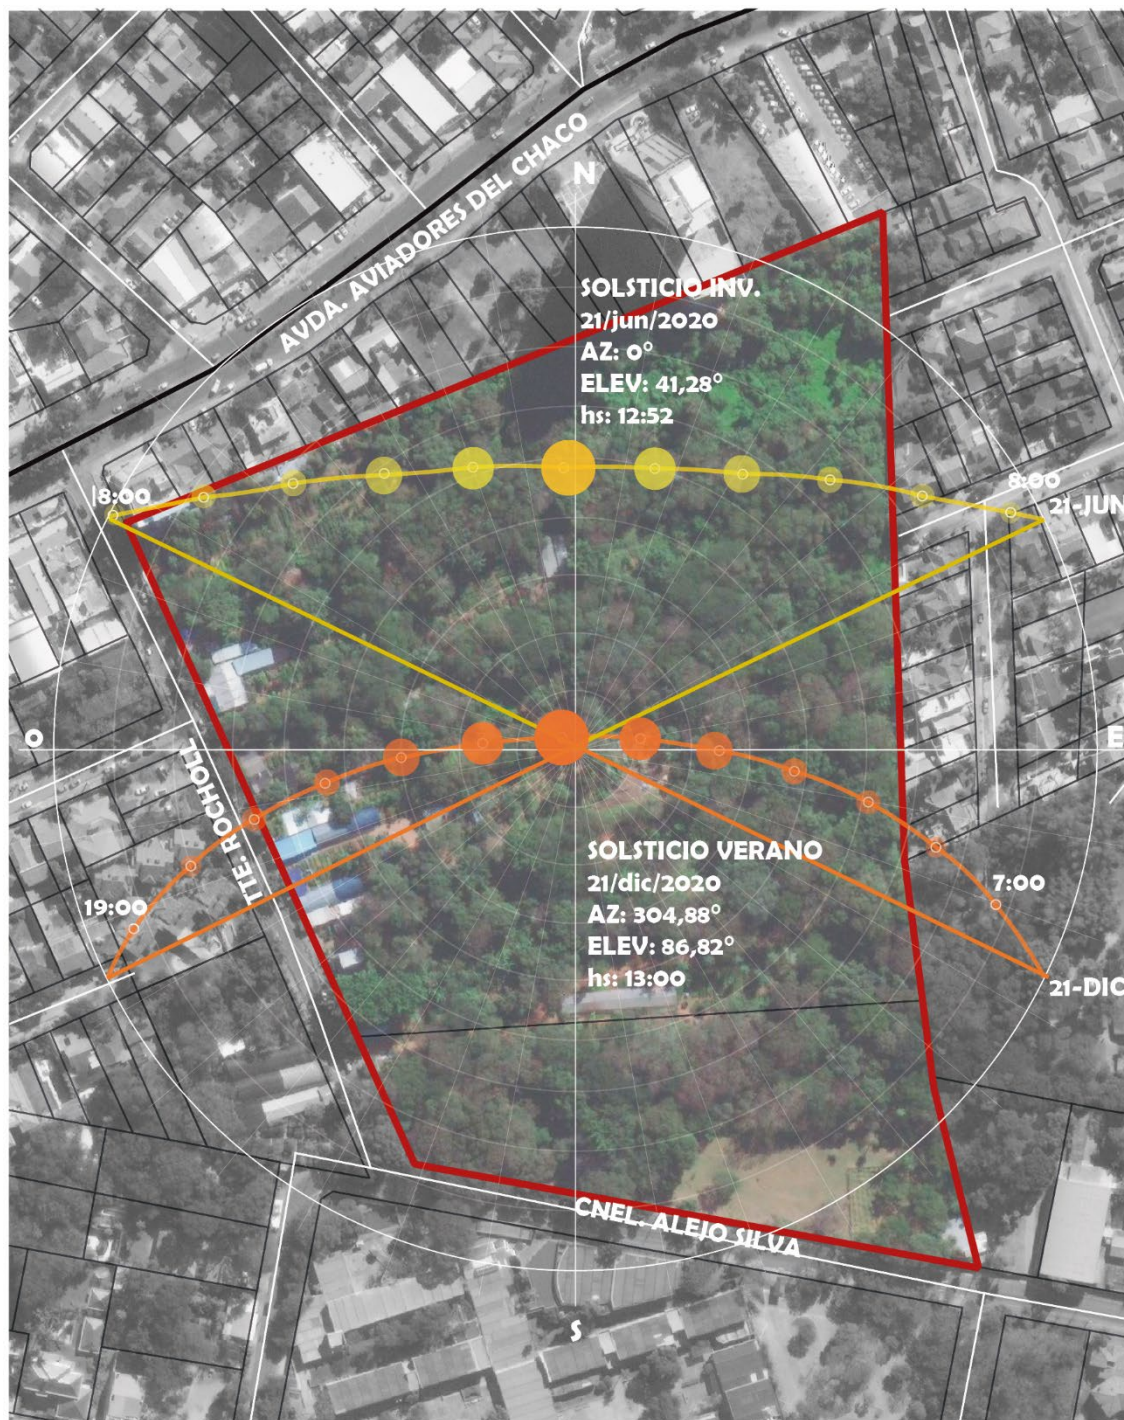 AVDA. AVIADORES DEL CHACO
N
SOLSTICIO INV.
21/jun/2020
AZ: 0°
ELEV: 41,28°
hs: 12:52
18:00
8:00
21-JUN
O
E
TTE. ROCHOLL
SOLSTICIO VERANO
21/dic/2020
AZ: 304,88°
ELEV: 86,82°
hs: 13:00
19:00
7:00
21-DIC
CNEL. ALEJO SILVA
S